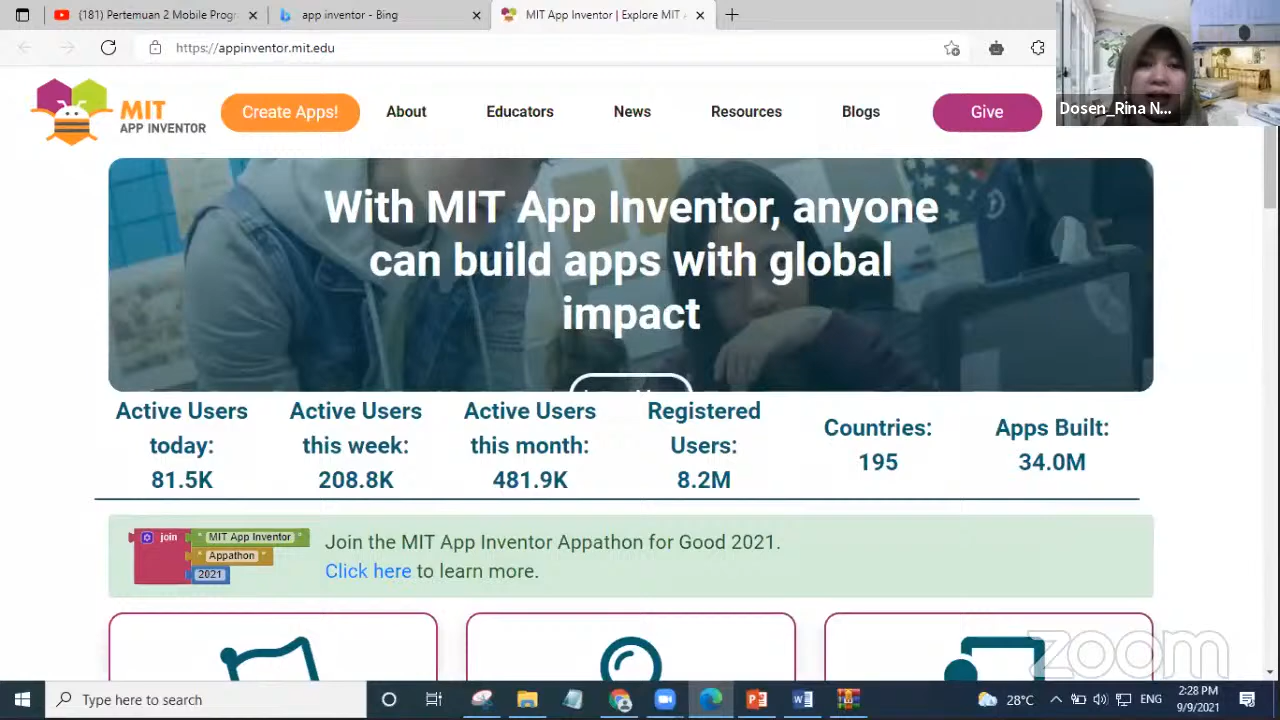 (181) Pertemuan 2 Mobile Progr
app inventor - Bing
MIT App Inventor | Explore MIT
https://appinventor.mit.edu
Dosen_Rina N...
MIT
APP INVENTOR
Create Apps!
About
Educators
News
Resources
Blogs
Give
With MIT App Inventor, anyone
can build apps with global
impact
Active Users
today:
81.5K
Active Users
this week:
208.8K
Active Users
this month:
481.9K
Registered
Users:
8.2M
Countries:
195
Apps Built:
34.0M
join
" MIT App Inventor "
" Appathon "
2021
Join the MIT App Inventor Appathon for Good 2021.
Click here to learn more.
zoom
Type here to search
28°C
ENG
2:28 PM
9/9/2021